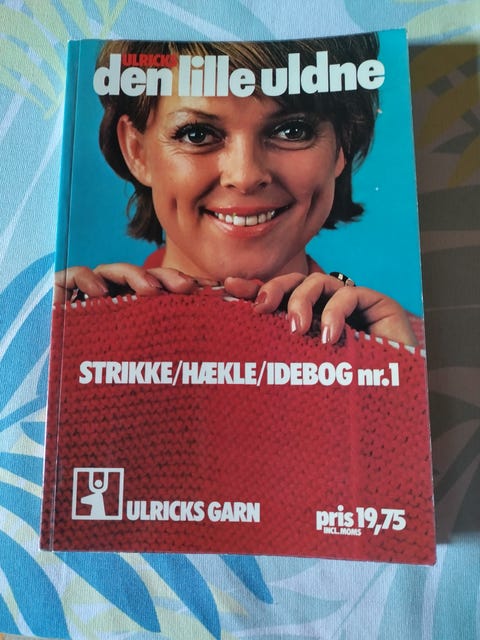 ULRICKS
den lille uldne
STRIKKE/HÆKLE/IDEBOG nr.1
ULRICKS GARN
pris 19,75
INCL. MOMS